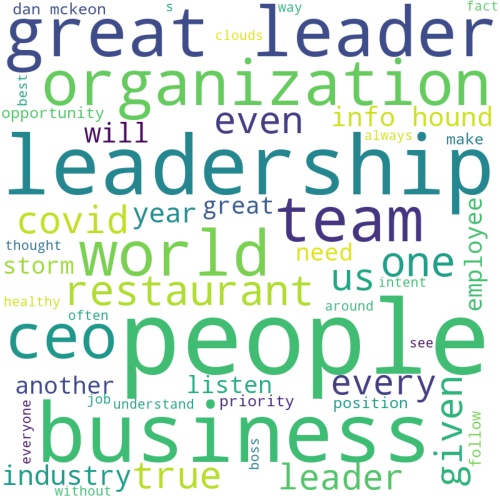 dan mckeon s way fact
great leader
clouds
best organization
opportunity even info hound
will always make
leadership
covid year great team employee
thought world need
storm us one
restaurant intent
healthy often around
ceo people see
another listen every
job understand priority position given
everyone business boss follow
industry true leader
without